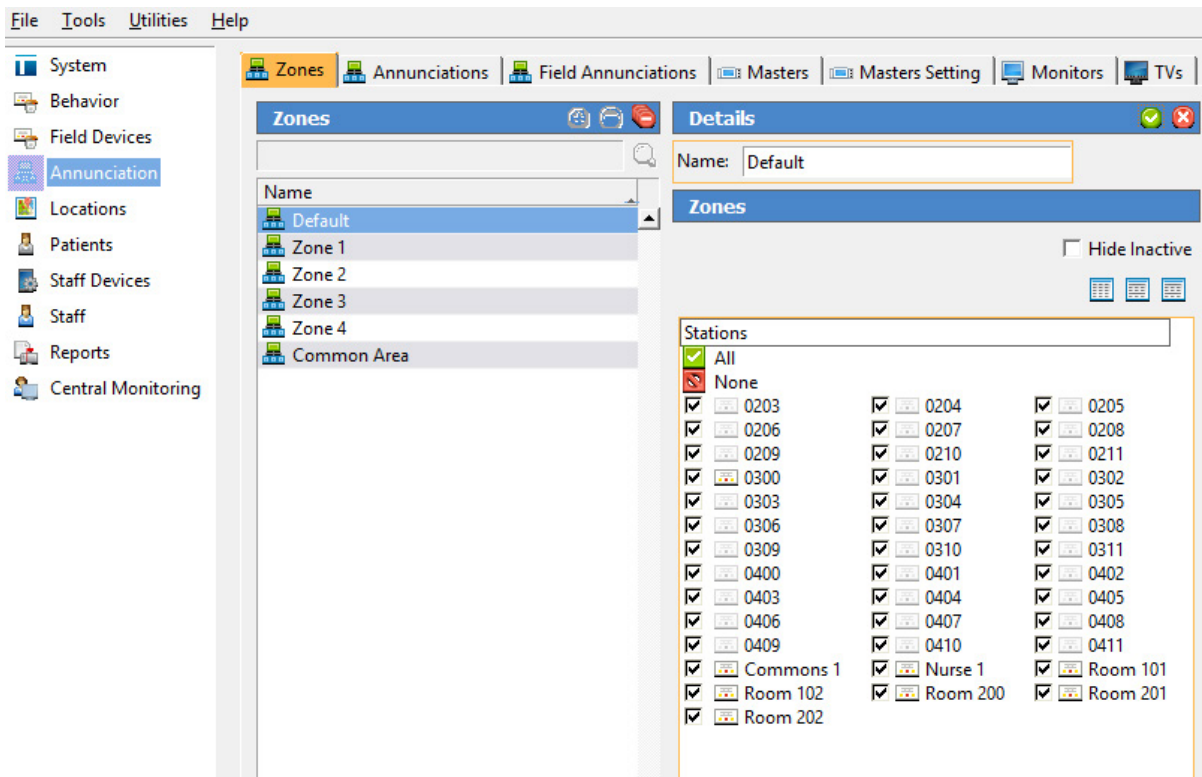 File Tools Utilities Help
System
Behavior
Field Devices
Annunciation
Locations
Patients
Staff Devices
Staff
Reports
Central Monitoring
Zones Annunciations Field Annunciations Masters Masters Setting Monitors TVs
Zones
Name
Default
Zone 1
Zone 2
Zone 3
Zone 4
Common Area
Details
Name: Default
Zones
Hide Inactive
Stations
All
None
0203 0204 0205
0206 0207 0208
0209 0210 0211
0300 0301 0302
0303 0304 0305
0306 0307 0308
0309 0310 0311
0400 0401 0402
0403 0404 0405
0406 0407 0408
0409 0410 0411
Commons 1 Nurse 1 Room 101
Room 102 Room 200 Room 201
Room 202